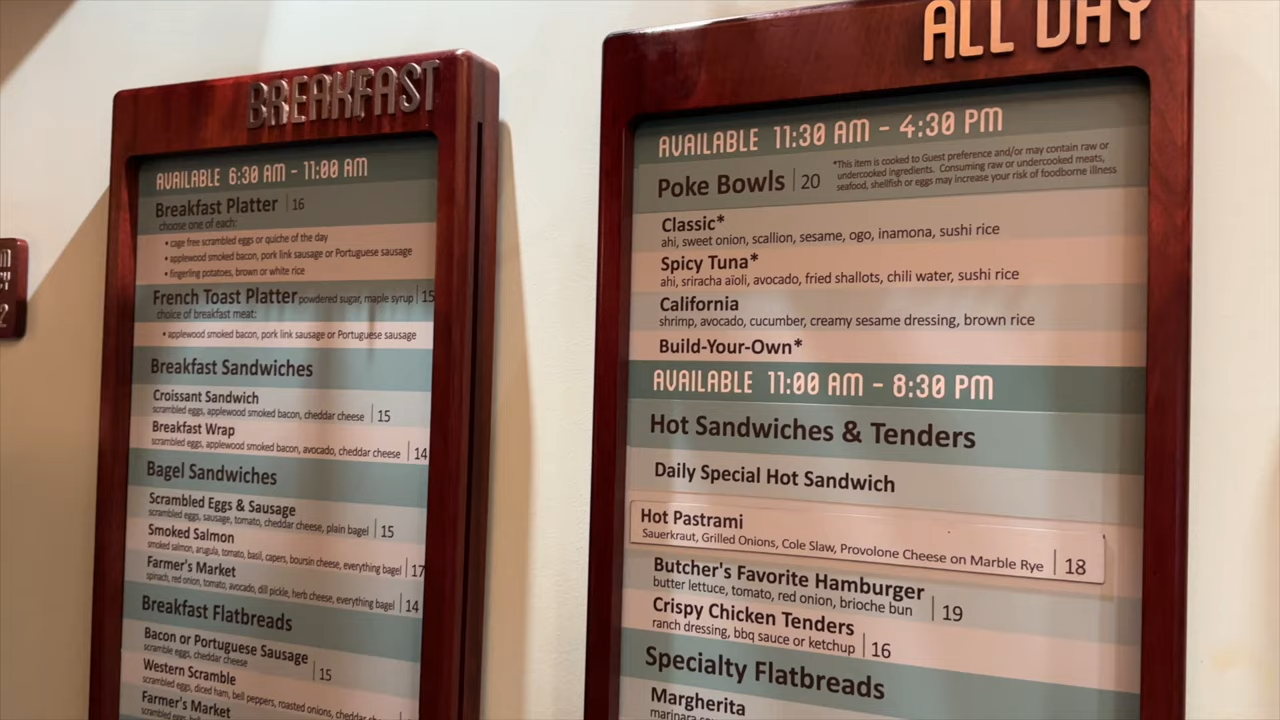 BREAKFAST
AVAILABLE 6:30 AM - 11:00 AM
Breakfast Platter | 16
choose one of each:
• cage free scrambled eggs or quiche of the day
• applewood smoked bacon, pork link sausage or Portuguese sausage
• fingerling potatoes, brown or white rice
French Toast Platter powdered sugar, maple syrup | 15
choice of breakfast meat:
• applewood smoked bacon, pork link sausage or Portuguese sausage
Breakfast Sandwiches
Croissant Sandwich
scrambled eggs, applewood smoked bacon, cheddar cheese | 15
Breakfast Wrap
scrambled eggs, applewood smoked bacon, avocado, cheddar cheese | 14
Bagel Sandwiches
Scrambled Eggs & Sausage
scrambled eggs, sausage, tomato, cheddar cheese, plain bagel | 15
Smoked Salmon
smoked salmon, arugula, tomato, basil, capers, boursin cheese, everything bagel | 17
Farmer's Market
spinach, red onion, tomato, avocado, dill pickle, herb cheese, everything bagel | 14
Breakfast Flatbreads
Bacon or Portuguese Sausage
scramble eggs, cheddar cheese | 15
Western Scramble
scrambled eggs, diced ham, bell peppers, roasted onions, cheddar
Farmer's Market
scrambled eggs,
ALL DAY
AVAILABLE 11:30 AM - 4:30 PM
Poke Bowls | 20
*This item is cooked to Guest preference and/or may contain raw or
undercooked ingredients. Consuming raw or undercooked meats,
seafood, shellfish or eggs may increase your risk of foodborne illness
Classic*
ahi, sweet onion, scallion, sesame, ogo, inamona, sushi rice
Spicy Tuna*
ahi, sriracha aïoli, avocado, fried shallots, chili water, sushi rice
California
shrimp, avocado, cucumber, creamy sesame dressing, brown rice
Build-Your-Own*
AVAILABLE 11:00 AM - 8:30 PM
Hot Sandwiches & Tenders
Daily Special Hot Sandwich
Hot Pastrami
Sauerkraut, Grilled Onions, Cole Slaw, Provolone Cheese on Marble Rye | 18
Butcher's Favorite Hamburger
butter lettuce, tomato, red onion, brioche bun | 19
Crispy Chicken Tenders
ranch dressing, bbq sauce or ketchup | 16
Specialty Flatbreads
Margherita